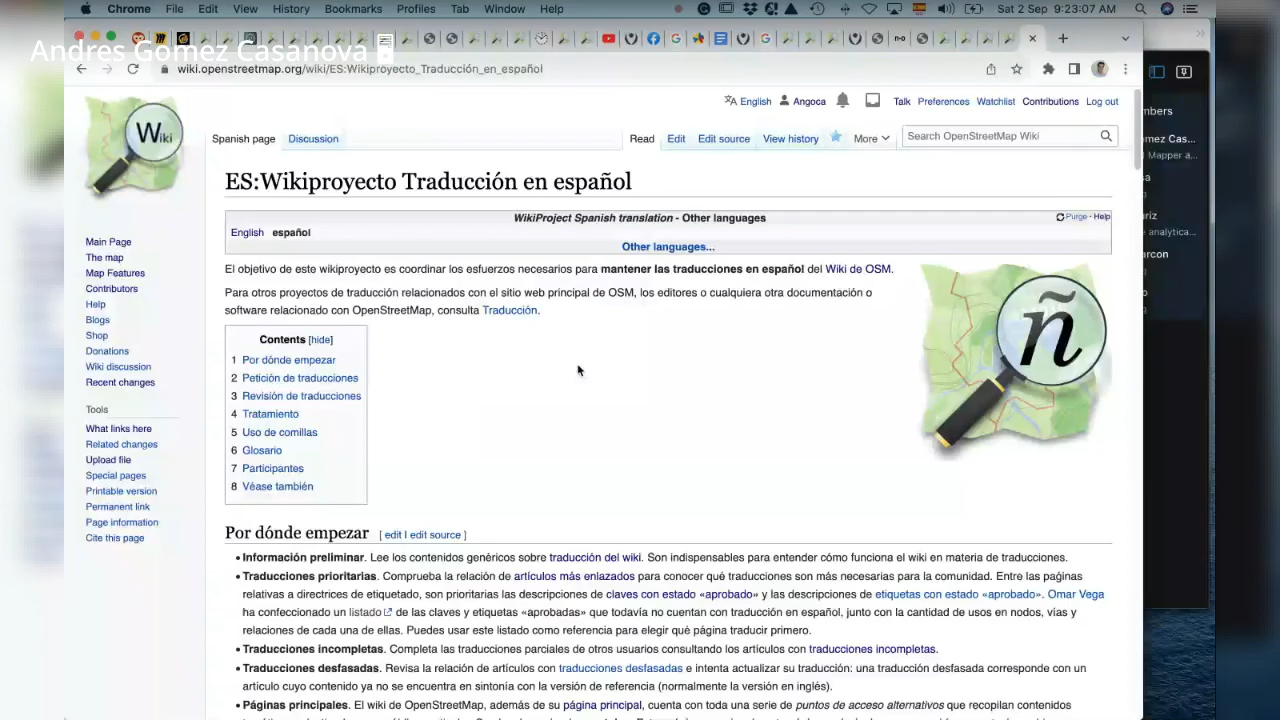 Chrome File Edit View History Bookmarks Profiles Tab Window Help Sat 2 Sep 9:23:07 AM
Andres Gomez Casanova
wiki.openstreetmap.org/wiki/ES:Wikiproyecto_Traducción_en_español
English Angoca Talk Preferences Watchlist Contributions Log out
Wiki
Spanish page Discussion Read Edit Edit source View history More Search OpenStreetMap Wiki
ES:Wikiproyecto Traducción en español
WikiProject Spanish translation - Other languages
Purge · Help
English español
Other languages...
El objetivo de este wikiproyecto es coordinar los esfuerzos necesarios para mantener las traducciones en español del Wiki de OSM.
Para otros proyectos de traducción relacionados con el sitio web principal de OSM, los editores o cualquiera otra documentación o
software relacionado con OpenStreetMap, consulta Traducción.
ñ
Contents [hide]
1 Por dónde empezar
2 Petición de traducciones
3 Revisión de traducciones
4 Tratamiento
5 Uso de comillas
6 Glosario
7 Participantes
8 Véase también
Main Page
The map
Map Features
Contributors
Help
Blogs
Shop
Donations
Wiki discussion
Recent changes
Tools
What links here
Related changes
Upload file
Special pages
Printable version
Permanent link
Page information
Cite this page
Por dónde empezar [ edit | edit source ]
• Información preliminar. Lee los contenidos genéricos sobre traducción del wiki. Son indispensables para entender cómo funciona el wiki en materia de traducciones.
• Traducciones prioritarias. Comprueba la relación de artículos más enlazados para conocer qué traducciones son más necesarias para la comunidad. Entre las paǵinas
relativas a directrices de etiquetado, son prioritarias las descripciones de claves con estado «aprobado» y las descripciones de etiquetas con estado «aprobado». Omar Vega
ha confeccionado un listado de las claves y etiquetas «aprobadas» que todavía no cuentan con traducción en español, junto con la cantidad de usos en nodos, vías y
relaciones de cada una de ellas. Puedes usar este listado como referencia para elegir qué página traducir primero.
• Traducciones incompletas. Completa las traducciones parciales de otros usuarios consultando los artículos con traducciones incompletas.
• Traducciones desfasadas. Revisa la relación de artículos con traducciones desfasadas e intenta actualizar su traducción: una traducción desfasada corresponde con un
artículo cuyo contenido ya no se encuentra en sintonía con la versión de referencia (normalmente la versión en inglés).
• Páginas principales. El wiki de OpenStreetMap, además de su página principal, cuenta con toda una serie de puntos de acceso alternativos que recopilan contenidos
mbers
mez Cas...
Mapper a...
sa
g
uriz
e analytica...
arcon